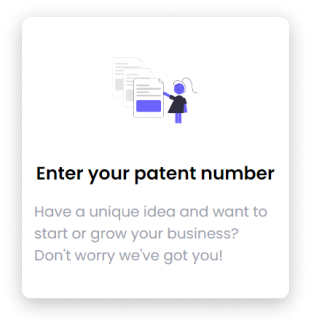 Enter your patent number
Have a unique idea and want to
start or grow your business?
Don't worry we've got you!